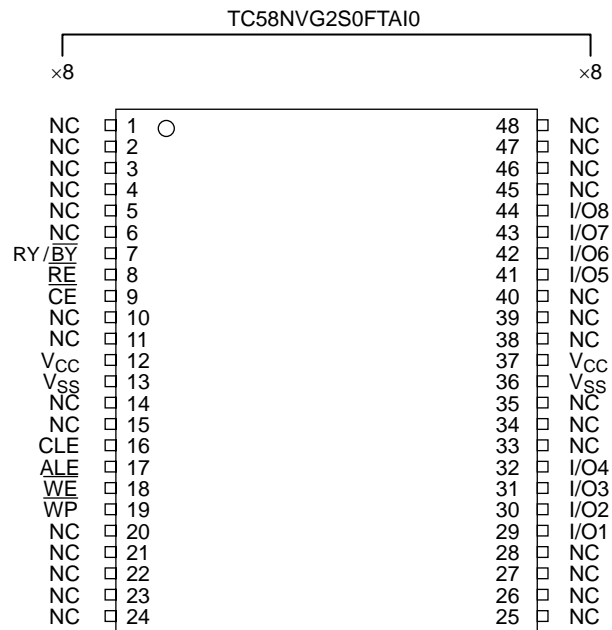 TC58NVG2S0FTAI0
×8 ×8
NC 1 48 NC
NC 2 47 NC
NC 3 46 NC
NC 4 45 NC
NC 5 44 I/O8
NC 6 43 I/O7
RY/B̅Y̅ 7 42 I/O6
R̅E̅ 8 41 I/O5
C̅E̅ 9 40 NC
NC 10 39 NC
NC 11 38 NC
VCC 12 37 VCC
VSS 13 36 VSS
NC 14 35 NC
NC 15 34 NC
CLE 16 33 NC
ALE 17 32 I/O4
W̅E̅ 18 31 I/O3
W̅P̅ 19 30 I/O2
NC 20 29 I/O1
NC 21 28 NC
NC 22 27 NC
NC 23 26 NC
NC 24 25 NC